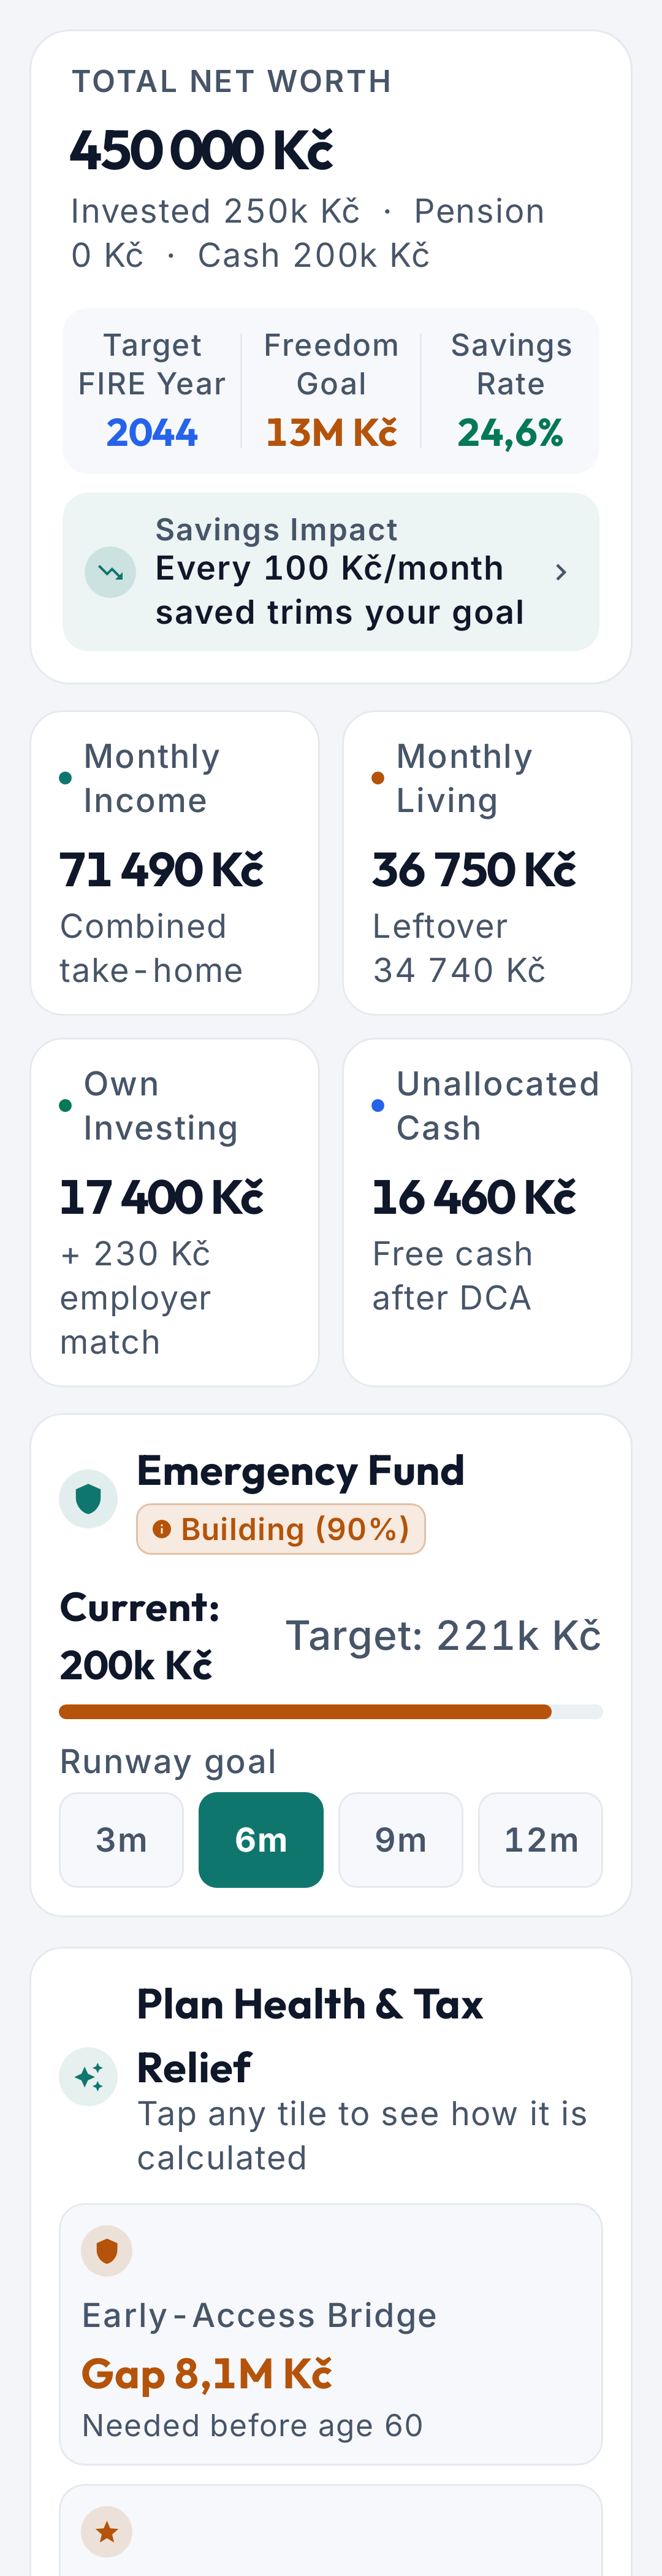 TOTAL NET WORTH
450 000 Kč
Invested 250k Kč · Pension
0 Kč · Cash 200k Kč
Target
FIRE Year
2044
Freedom
Goal
13M Kč
Savings
Rate
24,6%
Savings Impact
Every 100 Kč/month
saved trims your goal
Monthly
Income
71 490 Kč
Combined
take-home
Monthly
Living
36 750 Kč
Leftover
34 740 Kč
Own
Investing
17 400 Kč
+ 230 Kč
employer
match
Unallocated
Cash
16 460 Kč
Free cash
after DCA
Emergency Fund
Building (90%)
Current:
200k Kč
Target: 221k Kč
Runway goal
3m
6m
9m
12m
Plan Health & Tax
Relief
Tap any tile to see how it is
calculated
Early-Access Bridge
Gap 8,1M Kč
Needed before age 60